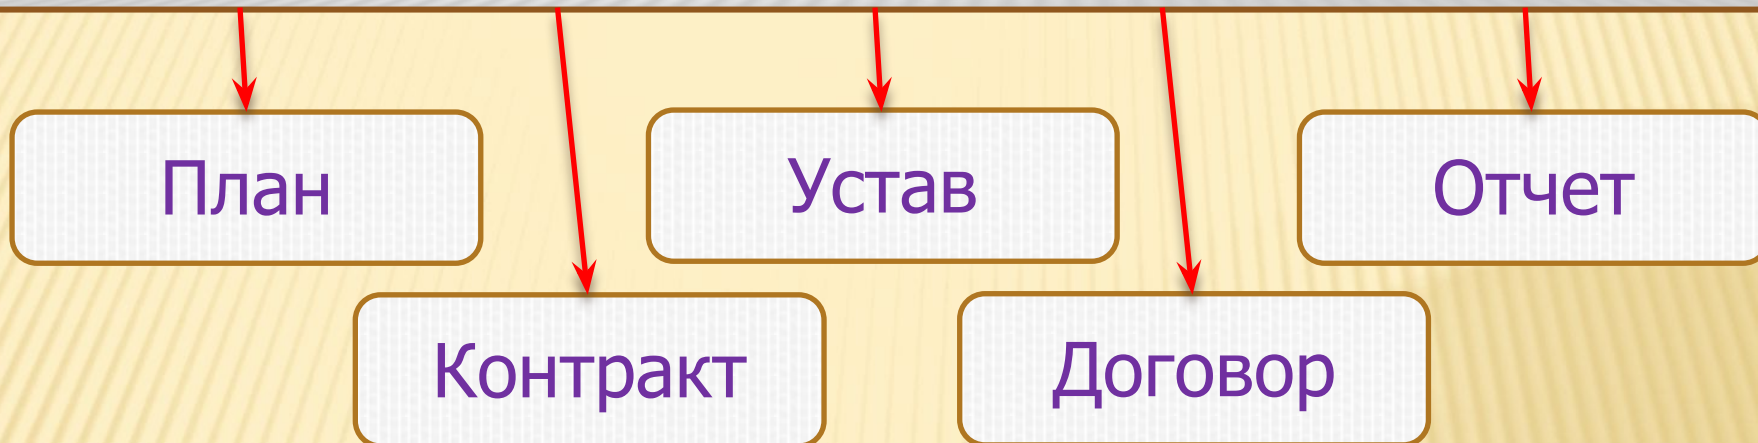 План
Устав
Отчет
Контракт
Договор